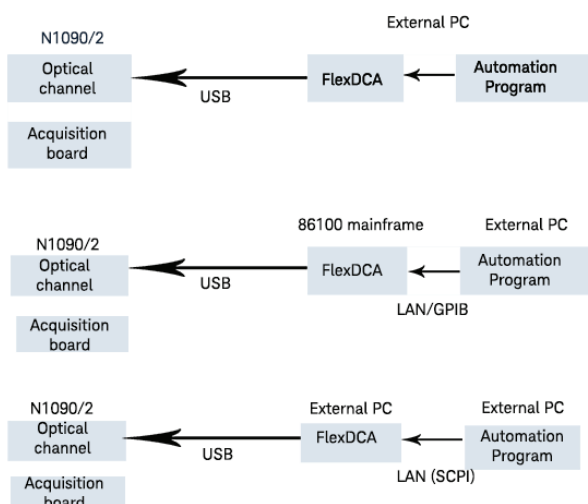 External PC
N1090/2
Optical
channel
USB
FlexDCA
Automation
Program
Acquisition
board
86100 mainframe
External PC
N1090/2
Optical
channel
USB
FlexDCA
LAN/GPIB
Automation
Program
Acquisition
board
N1090/2
External PC
External PC
Optical
channel
USB
FlexDCA
LAN (SCPI)
Automation
Program
Acquisition
board